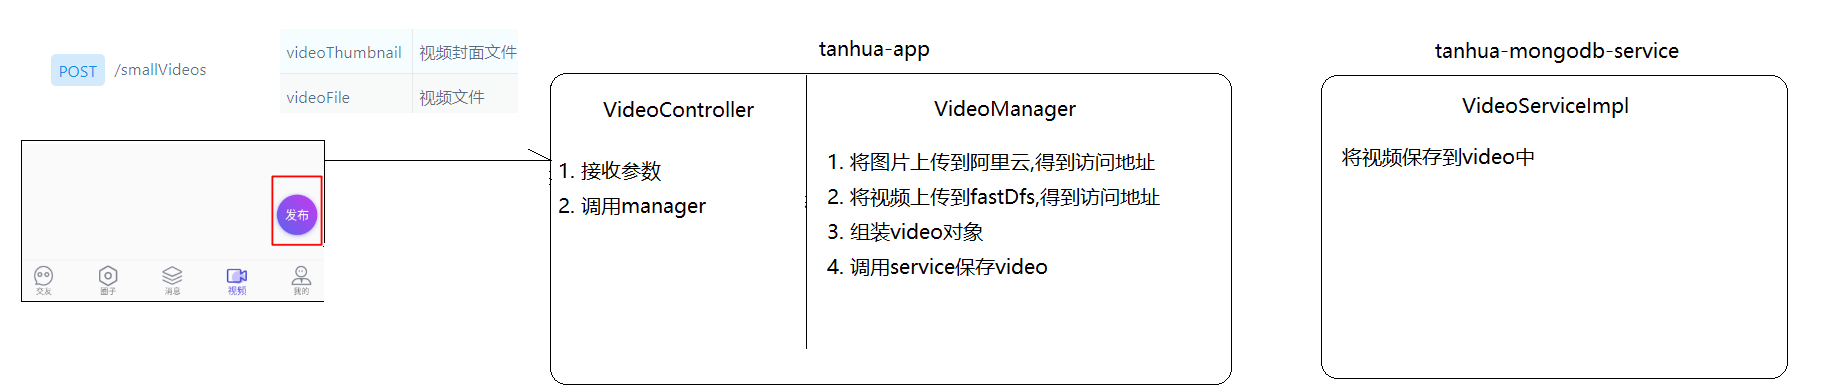 POST /smallVideos
videoThumbnail 视频封面文件
videoFile 视频文件
发布
交友 圈子 消息 视频 我的
tanhua-app
VideoController
1. 接收参数
2. 调用manager
VideoManager
1. 将图片上传到阿里云,得到访问地址
2. 将视频上传到fastDfs,得到访问地址
3. 组装video对象
4. 调用service保存video
tanhua-mongodb-service
VideoServiceImpl
将视频保存到video中